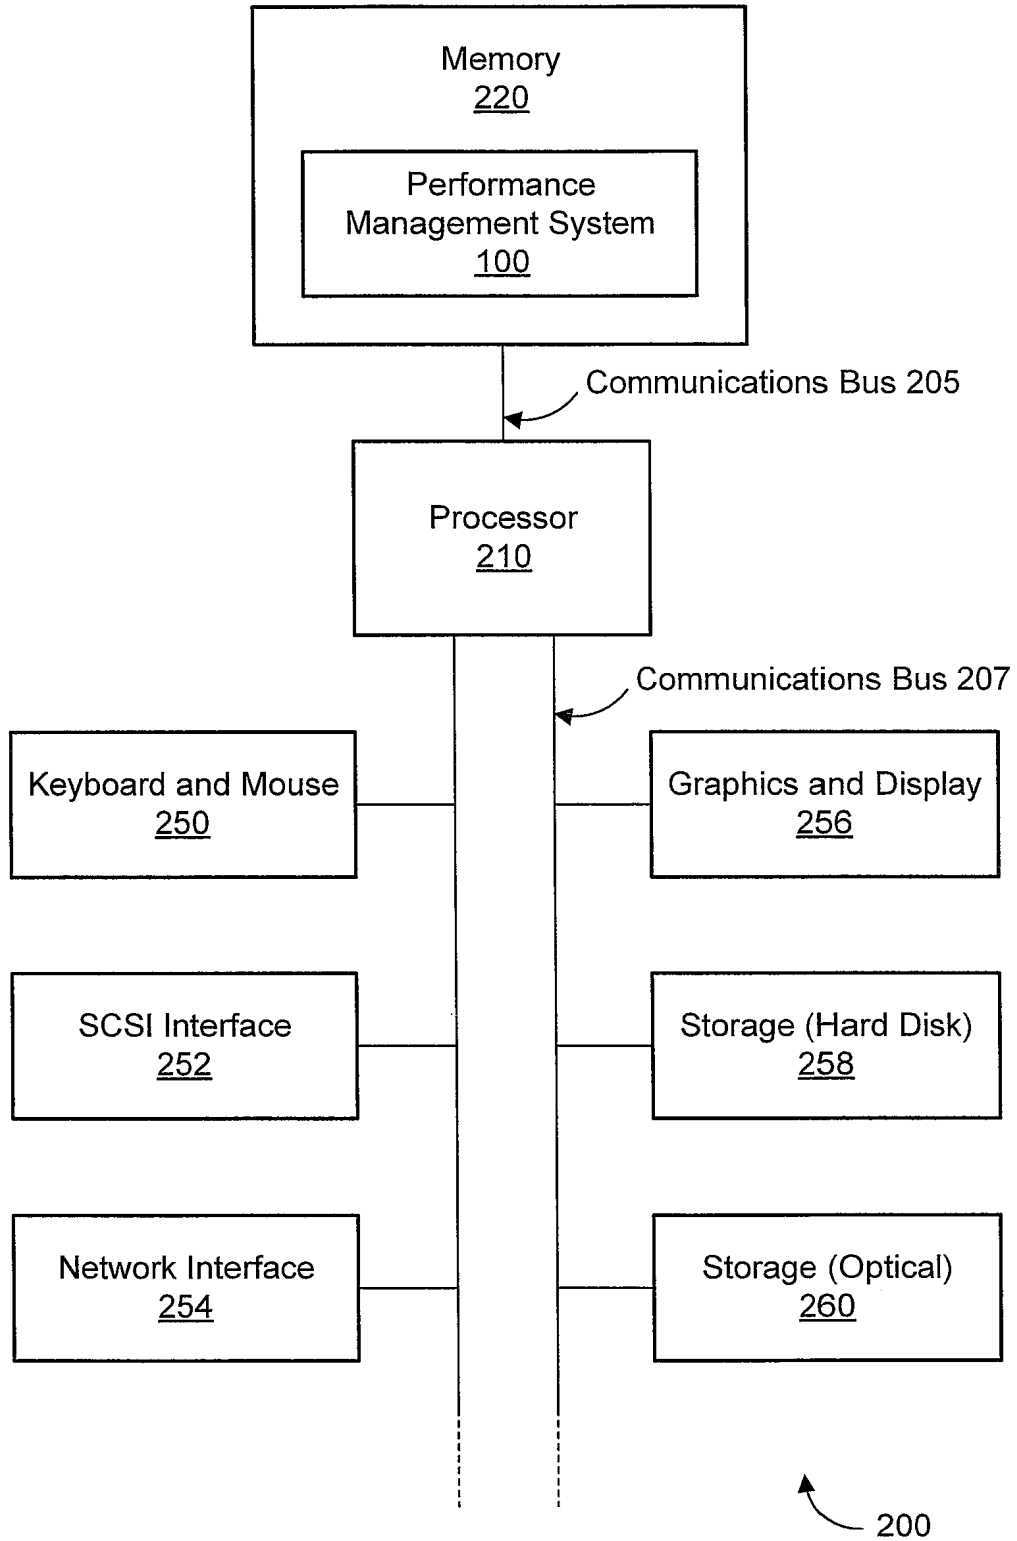 Memory
220
Performance
Management System
100
Communications Bus 205
Processor
210
Communications Bus 207
Keyboard and Mouse
250
Graphics and Display
256
SCSI Interface
252
Storage (Hard Disk)
258
Network Interface
254
Storage (Optical)
260
200